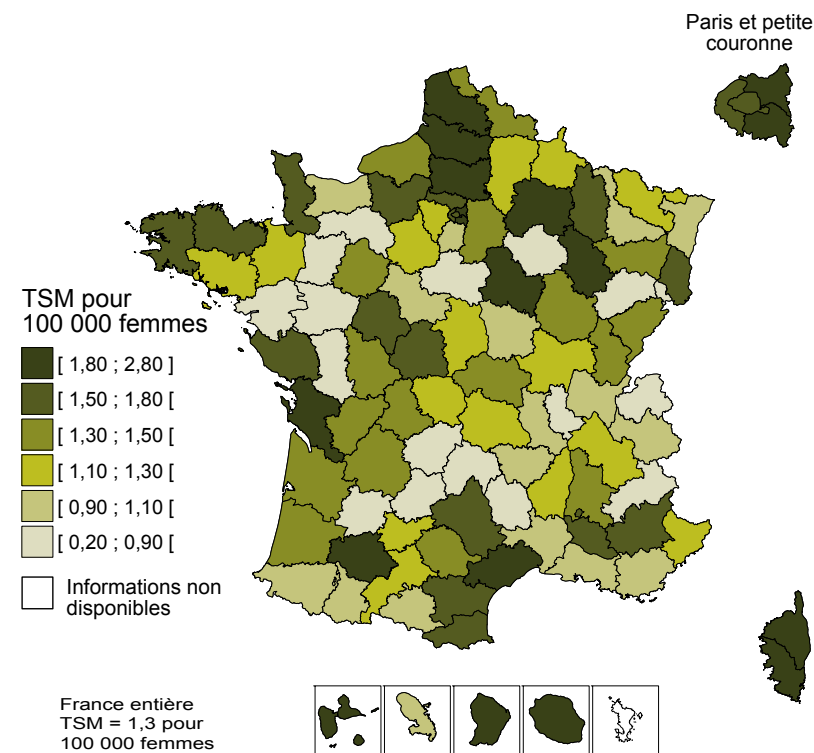 Paris et petite
couronne
TSM pour
100 000 femmes
[ 1,80 ; 2,80 ]
[ 1,50 ; 1,80 [
[ 1,30 ; 1,50 [
[ 1,10 ; 1,30 [
[ 0,90 ; 1,10 [
[ 0,20 ; 0,90 [
Informations non
disponibles
France entière
TSM = 1,3 pour
100 000 femmes